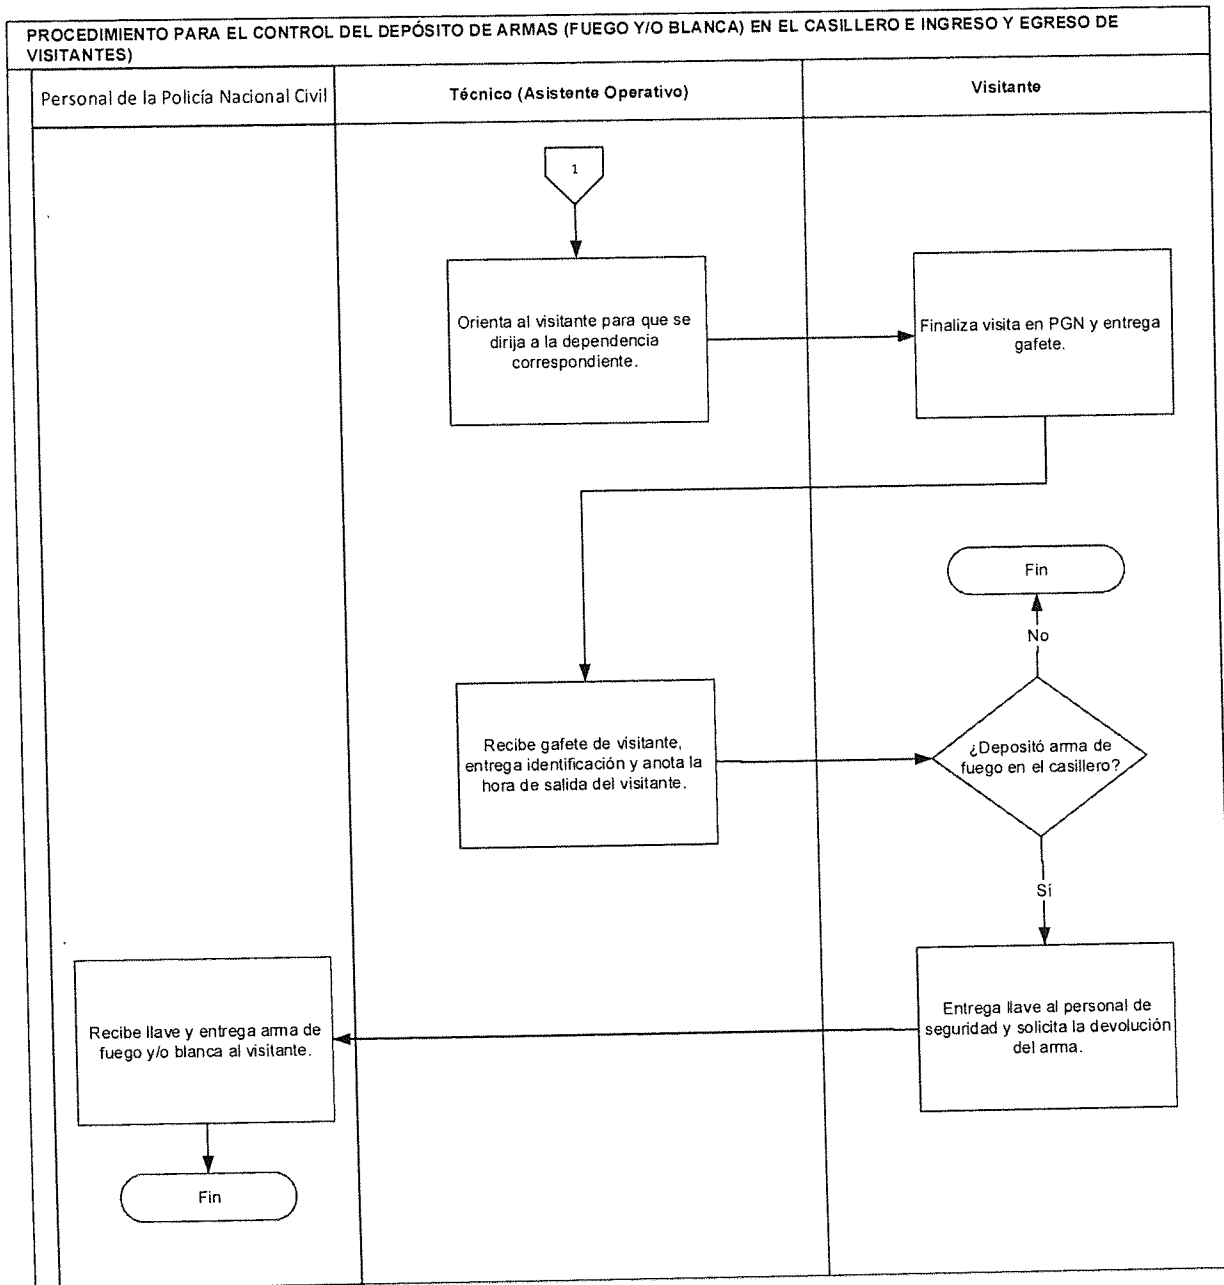 PROCEDIMIENTO PARA EL CONTROL DEL DEPÓSITO DE ARMAS (FUEGO Y/O BLANCA) EN EL CASILLERO E INGRESO Y EGRESO DE
VISITANTES)
Personal de la Policía Nacional Civil
Técnico (Asistente Operativo)
Visitante
1
Orienta al visitante para que se
dirija a la dependencia
correspondiente.
Finaliza visita en PGN y entrega
gafete.
Fin
No
Recibe gafete de visitante,
entrega identificación y anota la
hora de salida del visitante.
¿Depositó arma de
fuego en el casillero?
Sí
Entrega llave al personal de
seguridad y solicita la devolución
del arma.
Recibe llave y entrega arma de
fuego y/o blanca al visitante.
Fin